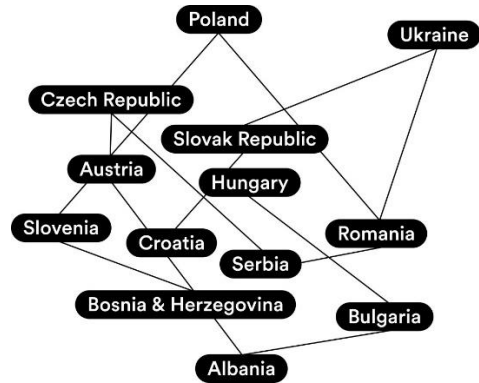 Poland
Ukraine
Czech Republic
Slovak Republic
Austria
Hungary
Slovenia
Croatia
Romania
Serbia
Bosnia & Herzegovina
Bulgaria
Albania